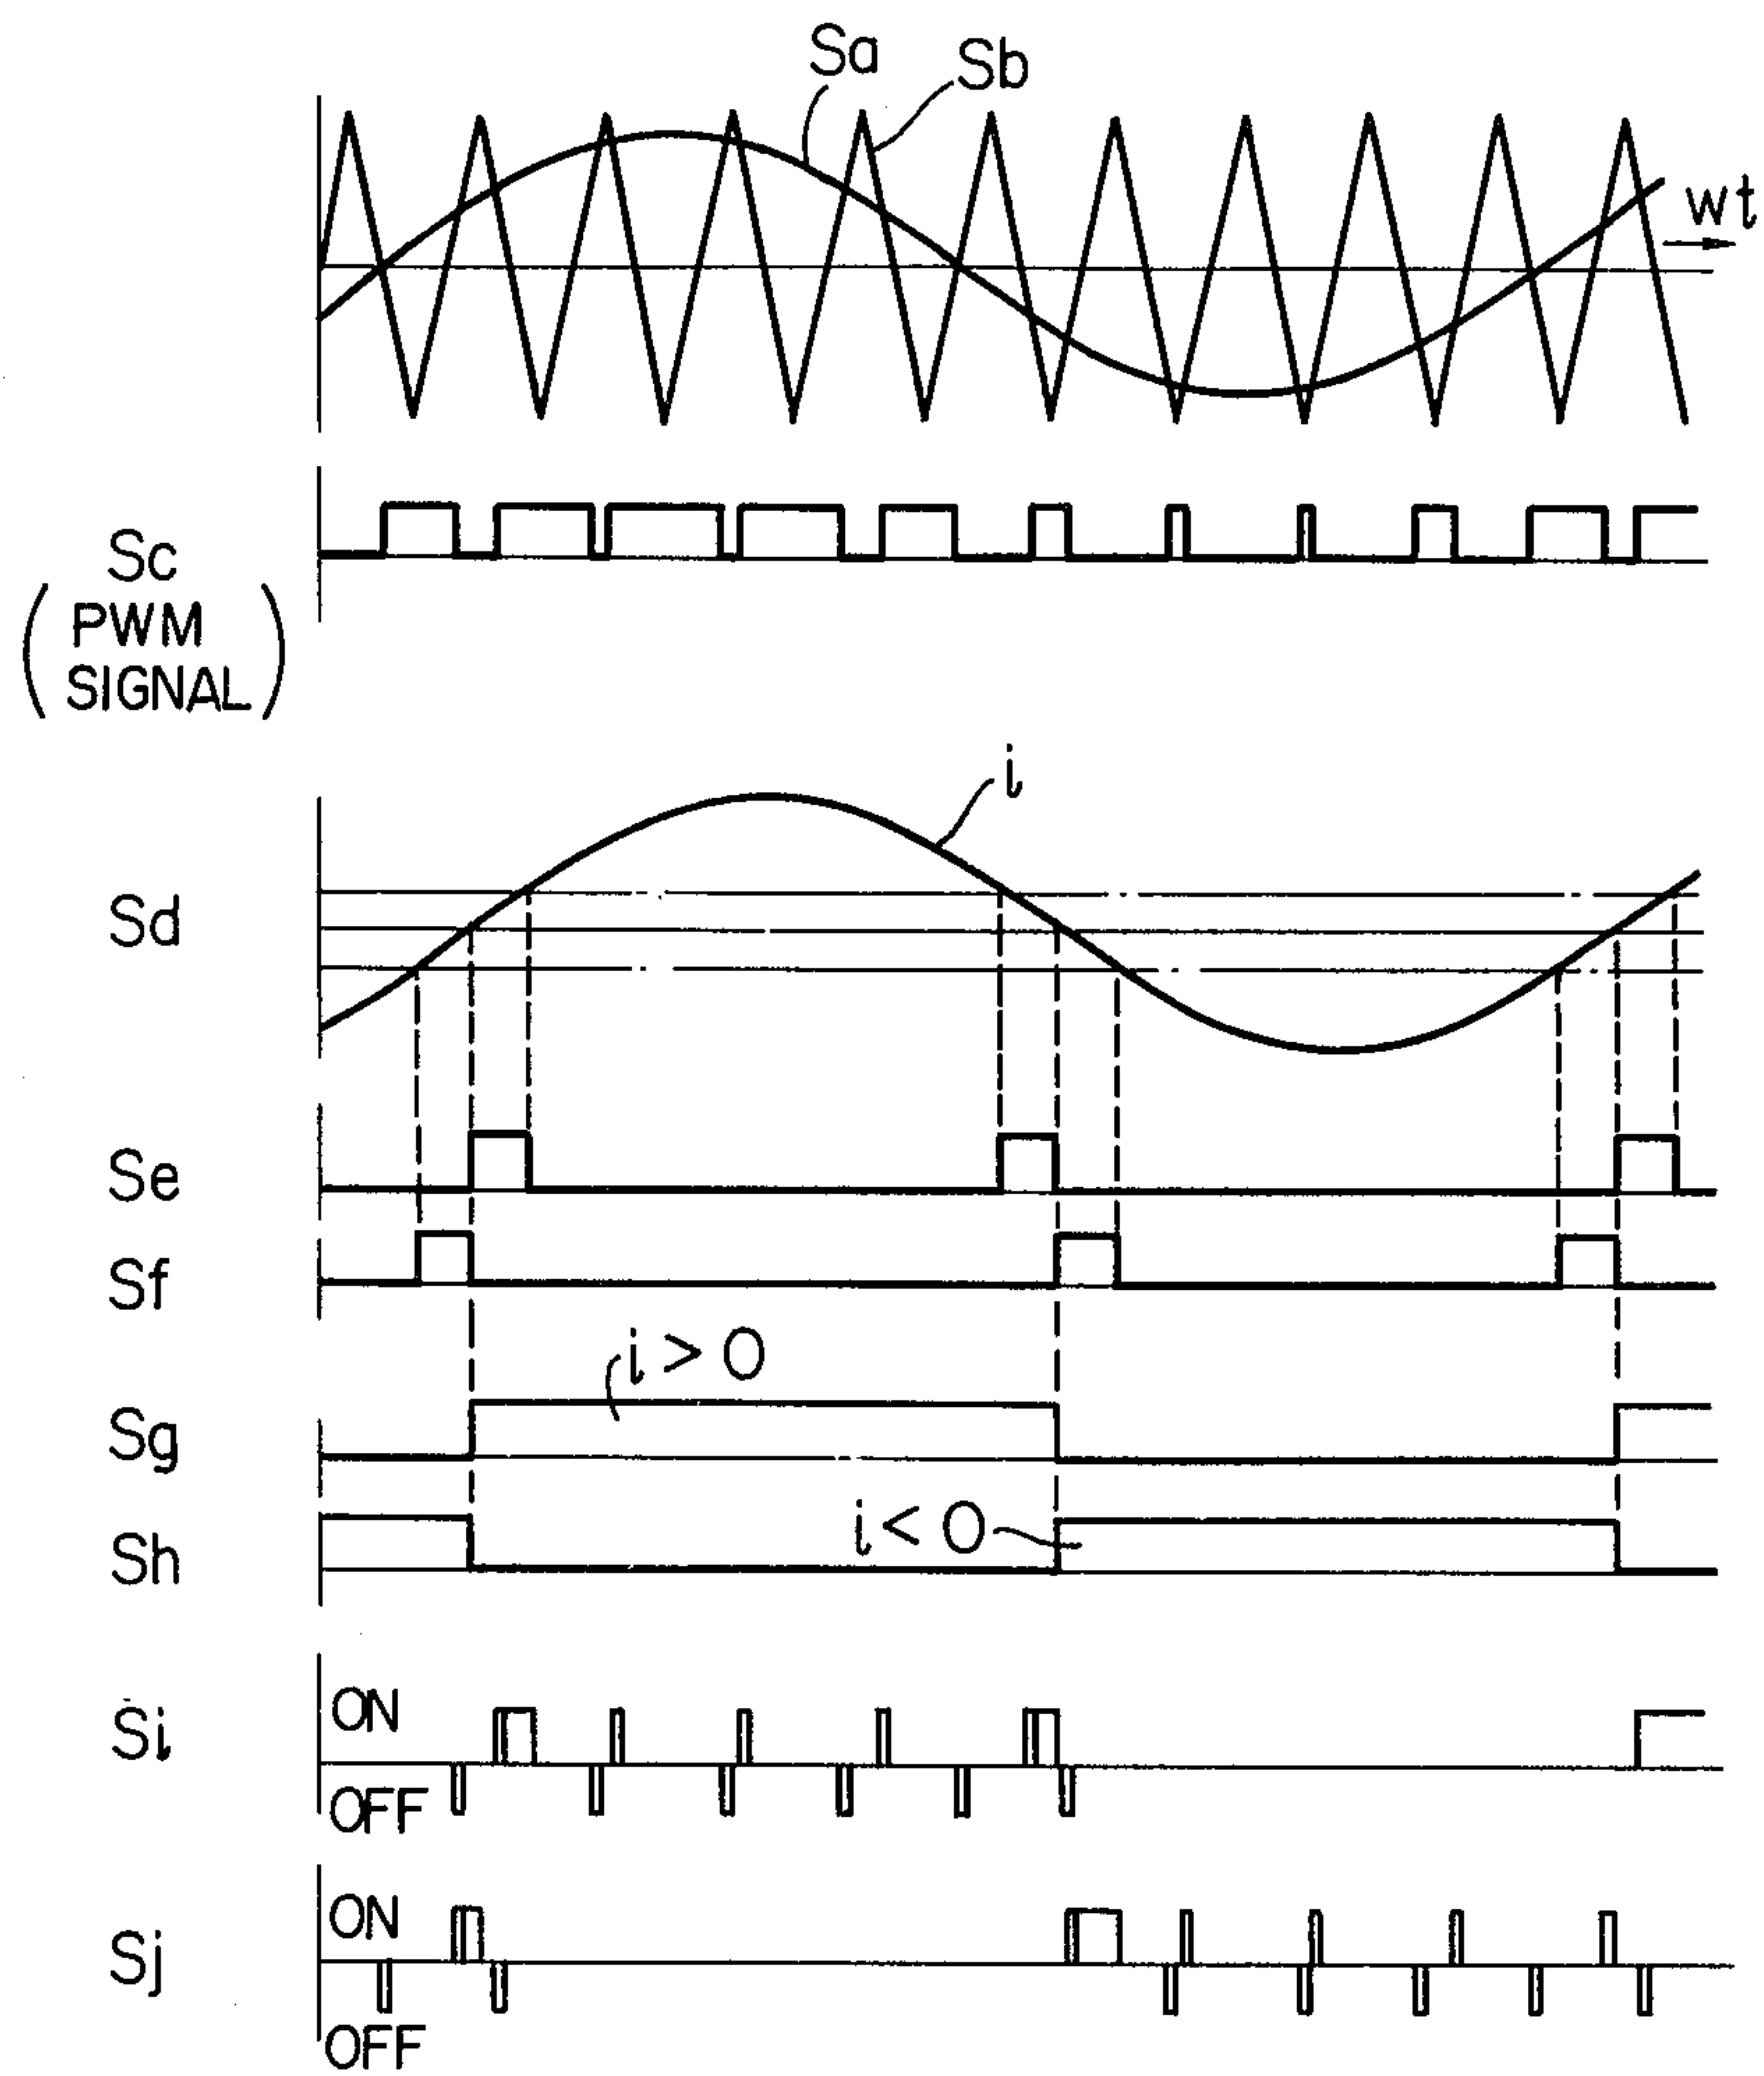 Sa
Sb
wt
Sc
(PWM
SIGNAL)
i
Sd
Se
Sf
i > 0
Sg
i < 0
Sh
ON
Si
OFF
ON
Sj
OFF